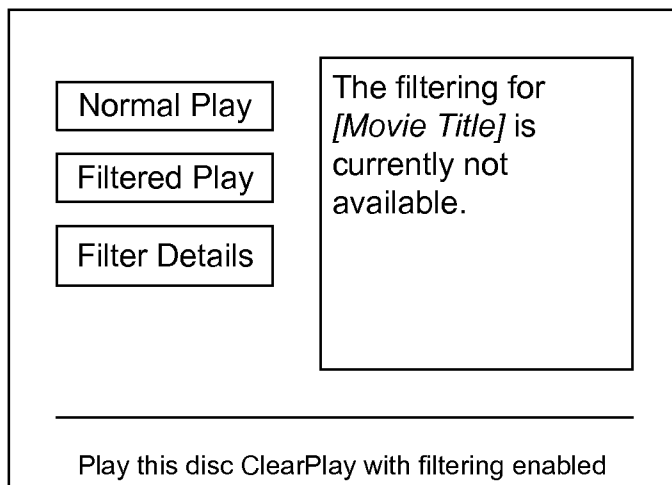 Normal Play
Filtered Play
Filter Details
The filtering for
[Movie Title] is
currently not
available.
Play this disc ClearPlay with filtering enabled